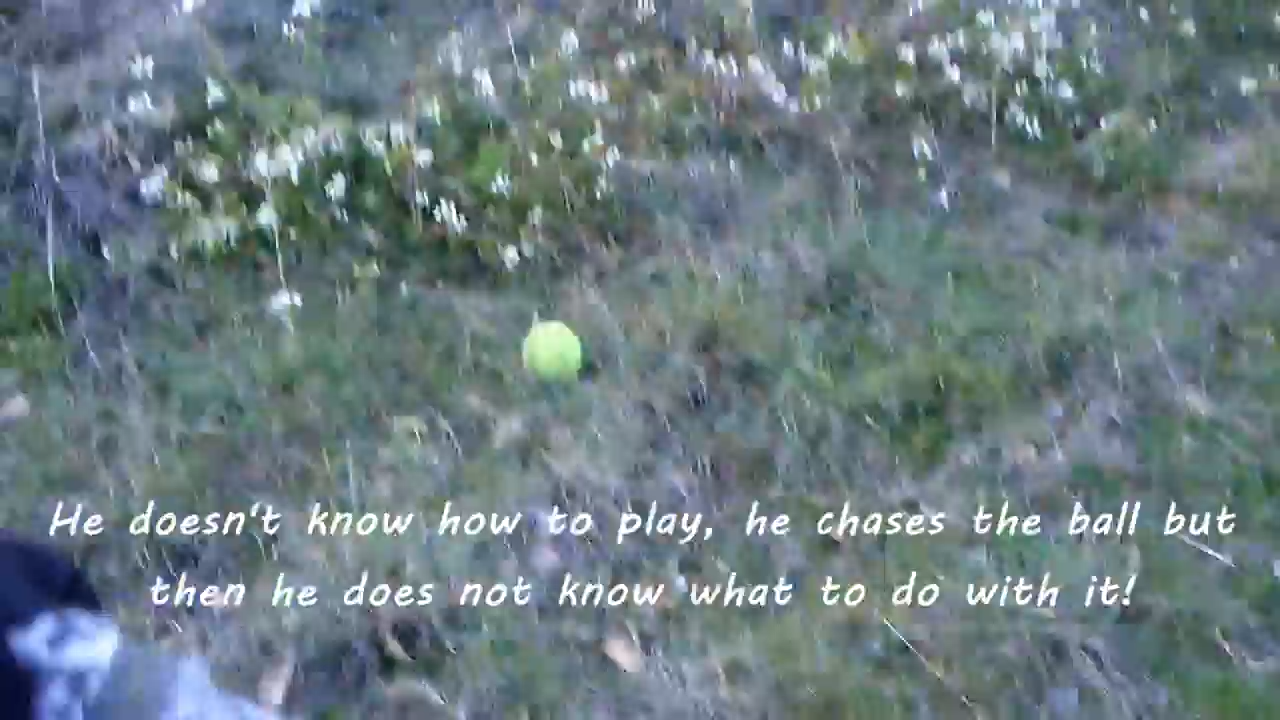 He doesn't know how to play, he chases the ball but
then he does not know what to do with it!